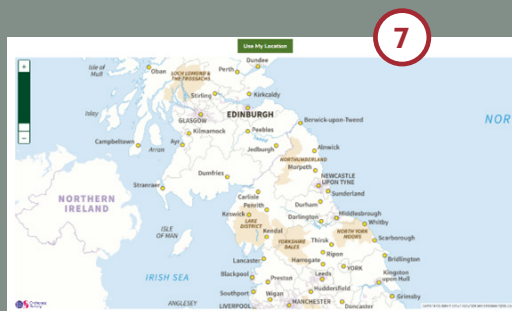 7
Use My Location
Dundee
Isle of
Mull
Oban
LOCH LOMOND &
THE TROSSACHS
Perth
Stirling
Kirkcaldy
Islay
GLASGOW
EDINBURGH
Berwick-upon-Tweed
NOR
Kilmarnock
Peebles
Campbeltown
Arran
Ayr
Jedburgh
Alnwick
NORTHUMBERLAND
Morpeth
Dumfries
NEWCASTLE
UPON TYNE
Stranraer
Sunderland
Carlisle
Durham
NORTHERN
IRELAND
Penrith
Keswick
LAKE
DISTRICT
Darlington
Middlesbrough
Whitby
ISLE
OF MAN
Kendal
YORKSHIRE
DALES
Thirsk
NORTH YORK
MOORS
Scarborough
Ripon
Lancaster
Harrogate
Bridlington
IRISH SEA
Blackpool
Preston
Leeds
YORK
Kingston
upon Hull
Southport
Wigan
Huddersfield
Grimsby
ANGLESEY
LIVERPOOL
MANCHESTER
Doncaster